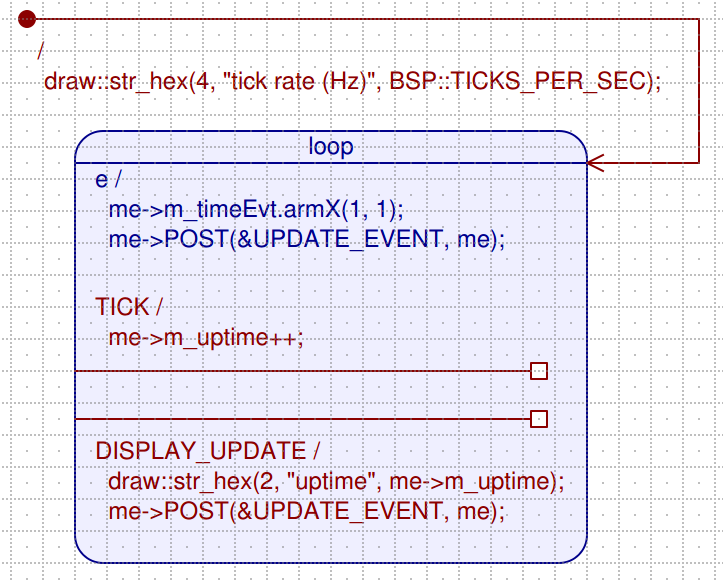 /
draw::str_hex(4, "tick rate (Hz)", BSP::TICKS_PER_SEC);
loop
e /
me->m_timeEvt.armX(1, 1);
me->POST(&UPDATE_EVENT, me);
TICK /
me->m_uptime++;
DISPLAY_UPDATE /
draw::str_hex(2, "uptime", me->m_uptime);
me->POST(&UPDATE_EVENT, me);